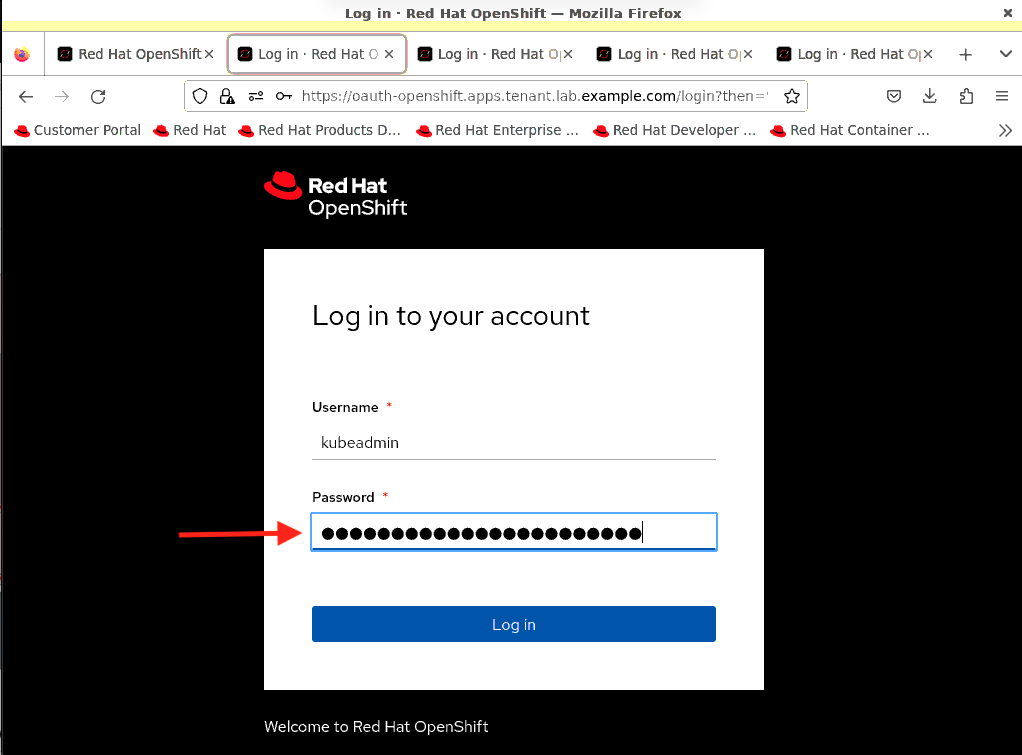 Log in · Red Hat OpenShift — Mozilla Firefox
Red Hat OpenShift Log in · Red Hat O Log in · Red Hat Op Log in · Red Hat Op Log in · Red Hat Op
https://oauth-openshift.apps.tenant.lab.example.com/login?then='
Customer Portal Red Hat Red Hat Products D... Red Hat Enterprise ... Red Hat Developer ... Red Hat Container ...
Red Hat
OpenShift
Log in to your account
Username *
kubeadmin
Password *
Log in
Welcome to Red Hat OpenShift